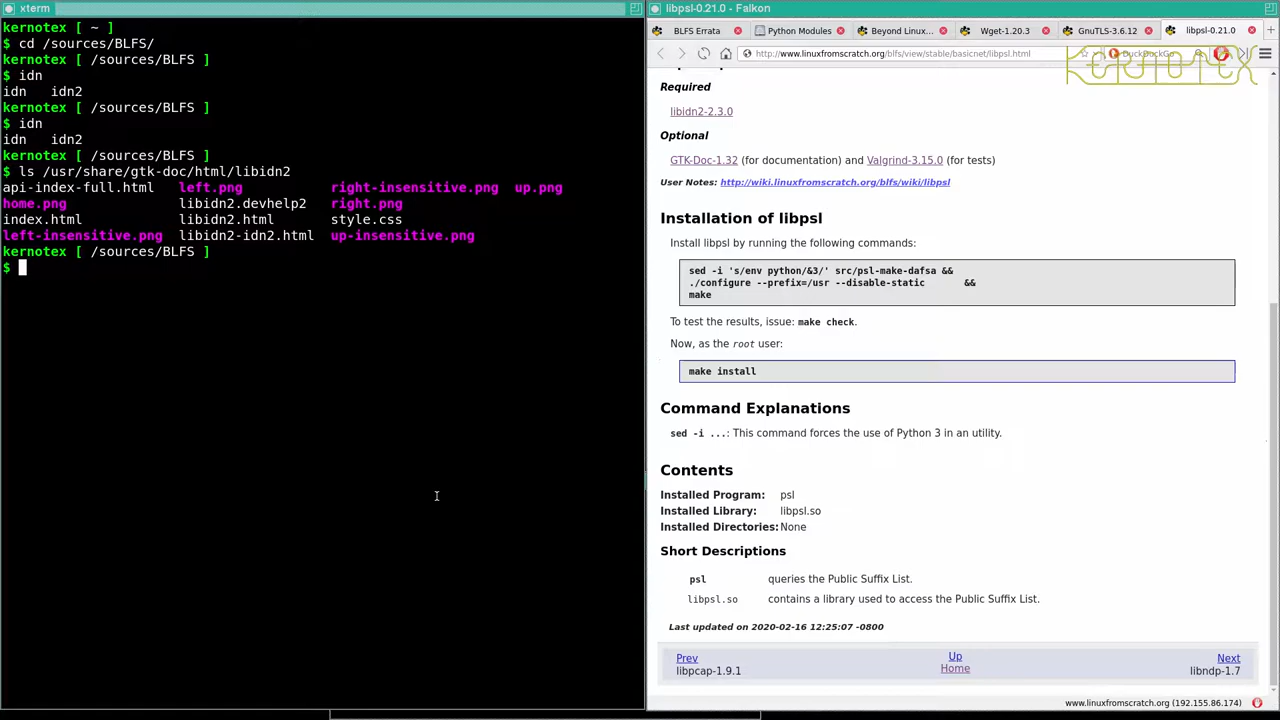 xterm
kernotex [ ~ ]
$ cd /sources/BLFS/
kernotex [ /sources/BLFS ]
$ idn
idn   idn2
kernotex [ /sources/BLFS ]
$ idn
idn   idn2
kernotex [ /sources/BLFS ]
$ ls /usr/share/gtk-doc/html/libidn2
api-index-full.html   left.png   right-insensitive.png  up.png
home.png   libidn2.devhelp2   right.png
index.html   libidn2.html   style.css
left-insensitive.png  libidn2-idn2.html  up-insensitive.png
kernotex [ /sources/BLFS ]
$
libpsl-0.21.0 - Falkon
BLFS Errata   Python Modules   Beyond Linux...   Wget-1.20.3   GnuTLS-3.6.12   libpsl-0.21.0
http://www.linuxfromscratch.org/blfs/view/stable/basicnet/libpsl.html   DuckDuckGo
KERNOTEX
Required
libidn2-2.3.0
Optional
GTK-Doc-1.32 (for documentation) and Valgrind-3.15.0 (for tests)
User Notes: http://wiki.linuxfromscratch.org/blfs/wiki/libpsl
Installation of libpsl
Install libpsl by running the following commands:
sed -i 's/env python/&3/' src/psl-make-dafsa &&
./configure --prefix=/usr --disable-static     &&
make
To test the results, issue: make check.
Now, as the root user:
make install
Command Explanations
sed -i ...: This command forces the use of Python 3 in an utility.
Contents
Installed Program: psl
Installed Library: libpsl.so
Installed Directories: None
Short Descriptions
psl   queries the Public Suffix List.
libpsl.so   contains a library used to access the Public Suffix List.
Last updated on 2020-02-16 12:25:07 -0800
Prev   Up   Next
libpcap-1.9.1   Home   libndp-1.7
www.linuxfromscratch.org (192.155.86.174)